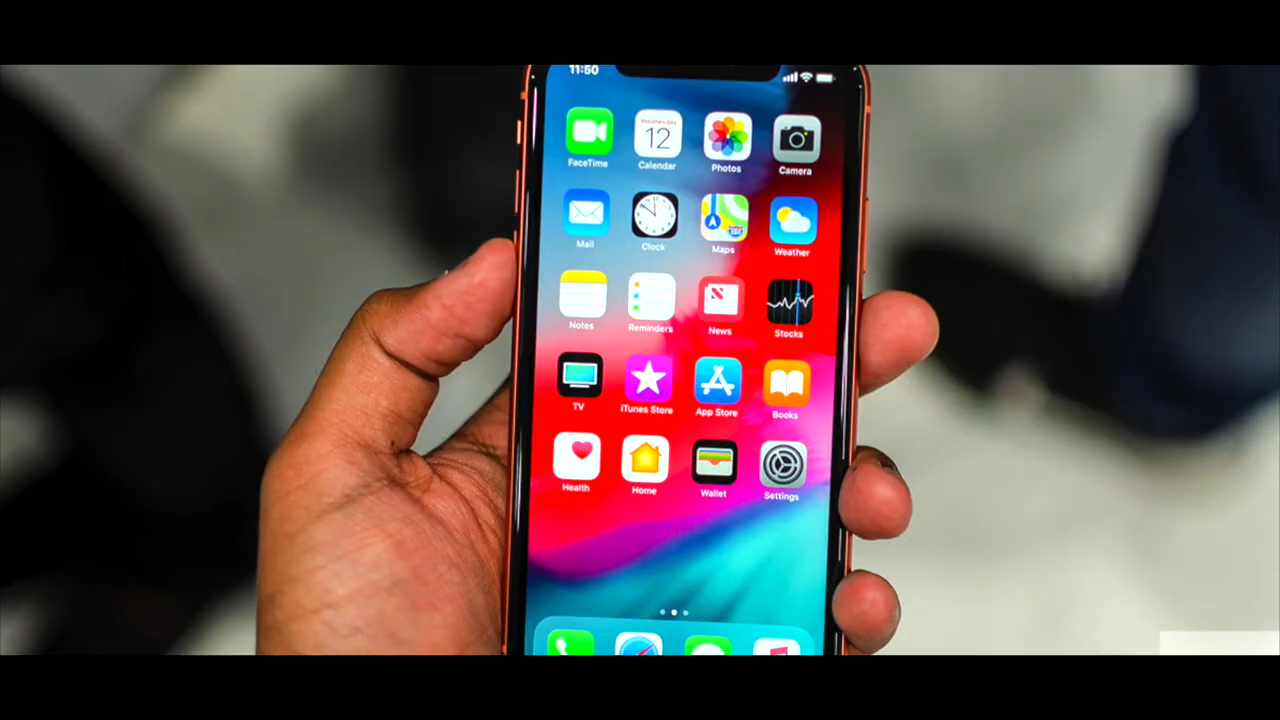 11:50
Wednesday
12
FaceTime Calendar Photos Camera
Mail Clock Maps Weather
Notes Reminders News Stocks
TV iTunes Store App Store Books
Health Home Wallet Settings